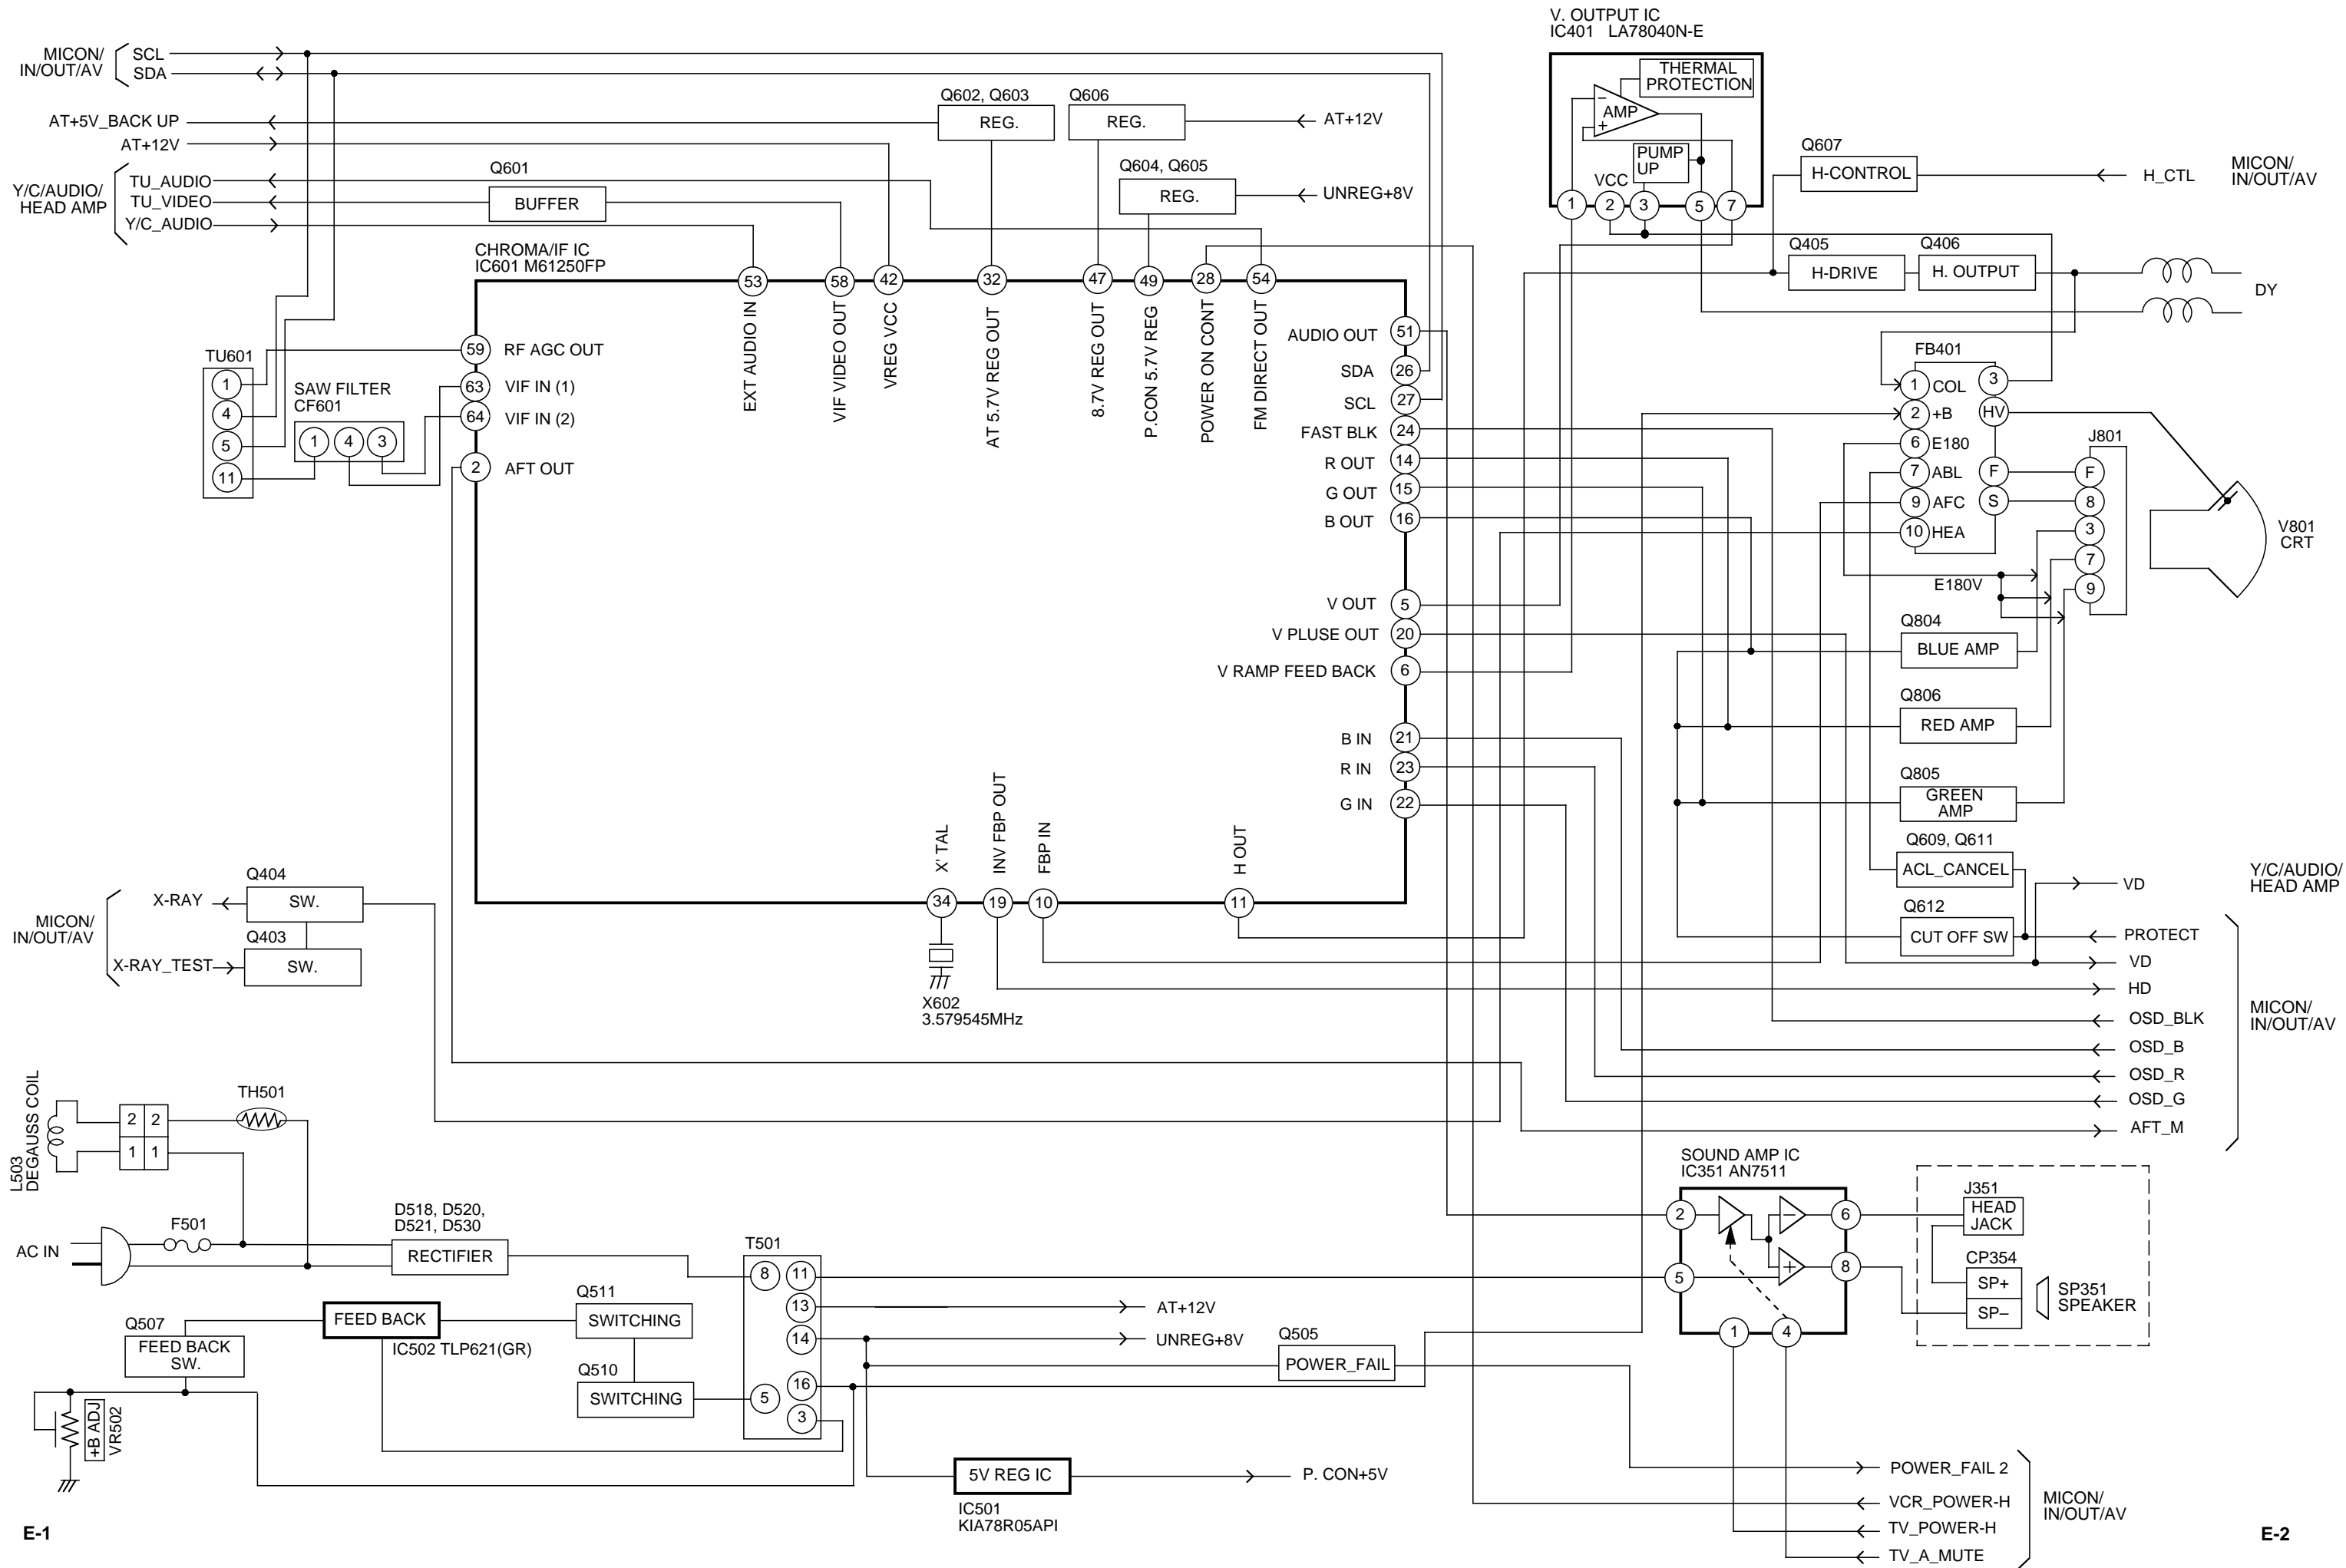 V. OUTPUT IC
IC401 LA78040N-E
THERMAL
PROTECTION
AMP
−
+
PUMP
UP
VCC
1
2
3
5
7
MICON/
IN/OUT/AV
SCL
SDA
AT+5V_BACK UP
AT+12V
Y/C/AUDIO/
HEAD AMP
TU_AUDIO
TU_VIDEO
Y/C_AUDIO
Q601
BUFFER
Q602, Q603
REG.
Q606
REG.
AT+12V
Q604, Q605
REG.
UNREG+8V
Q607
H-CONTROL
H_CTL
MICON/
IN/OUT/AV
Q405
H-DRIVE
Q406
H. OUTPUT
DY
CHROMA/IF IC
IC601 M61250FP
53
58
42
32
47
49
28
54
EXT AUDIO IN
VIF VIDEO OUT
VREG VCC
AT 5.7V REG OUT
8.7V REG OUT
P.CON 5.7V REG
POWER ON CONT
FM DIRECT OUT
59 RF AGC OUT
63 VIF IN (1)
64 VIF IN (2)
2 AFT OUT
TU601
1
4
5
11
SAW FILTER
CF601
1 4 3
AUDIO OUT 51
SDA 26
SCL 27
FAST BLK 24
R OUT 14
G OUT 15
B OUT 16
V OUT 5
V PLUSE OUT 20
V RAMP FEED BACK 6
B IN 21
R IN 23
G IN 22
X' TAL
INV FBP OUT
FBP IN
H OUT
34
19
10
11
X602
3.579545MHz
FB401
1 COL
2 +B
6 E180
7 ABL
9 AFC
10 HEA
3
HV
F
S
J801
F
8
3
7
9
V801
CRT
E180V
Q804
BLUE AMP
Q806
RED AMP
Q805
GREEN
AMP
Q609, Q611
ACL_CANCEL
Q612
CUT OFF SW
VD
Y/C/AUDIO/
HEAD AMP
PROTECT
VD
HD
OSD_BLK
OSD_B
OSD_R
OSD_G
AFT_M
MICON/
IN/OUT/AV
MICON/
IN/OUT/AV
X-RAY
Q404
SW.
Q403
SW.
X-RAY_TEST
L503
DEGAUSS COIL
2 2
1 1
TH501
F501
AC IN
D518, D520,
D521, D530
RECTIFIER
T501
8
11
13
14
5
16
3
AT+12V
UNREG+8V
Q511
SWITCHING
Q510
SWITCHING
FEED BACK
IC502 TLP621(GR)
Q507
FEED BACK
SW.
+B ADJ
VR502
Q505
POWER_FAIL
5V REG IC
IC501
KIA78R05API
P. CON+5V
SOUND AMP IC
IC351 AN7511
2
5
1
4
6
8
−
+
J351
HEAD
JACK
CP354
SP+
SP–
SP351
SPEAKER
POWER_FAIL 2
VCR_POWER-H
TV_POWER-H
TV_A_MUTE
MICON/
IN/OUT/AV
E-1
E-2